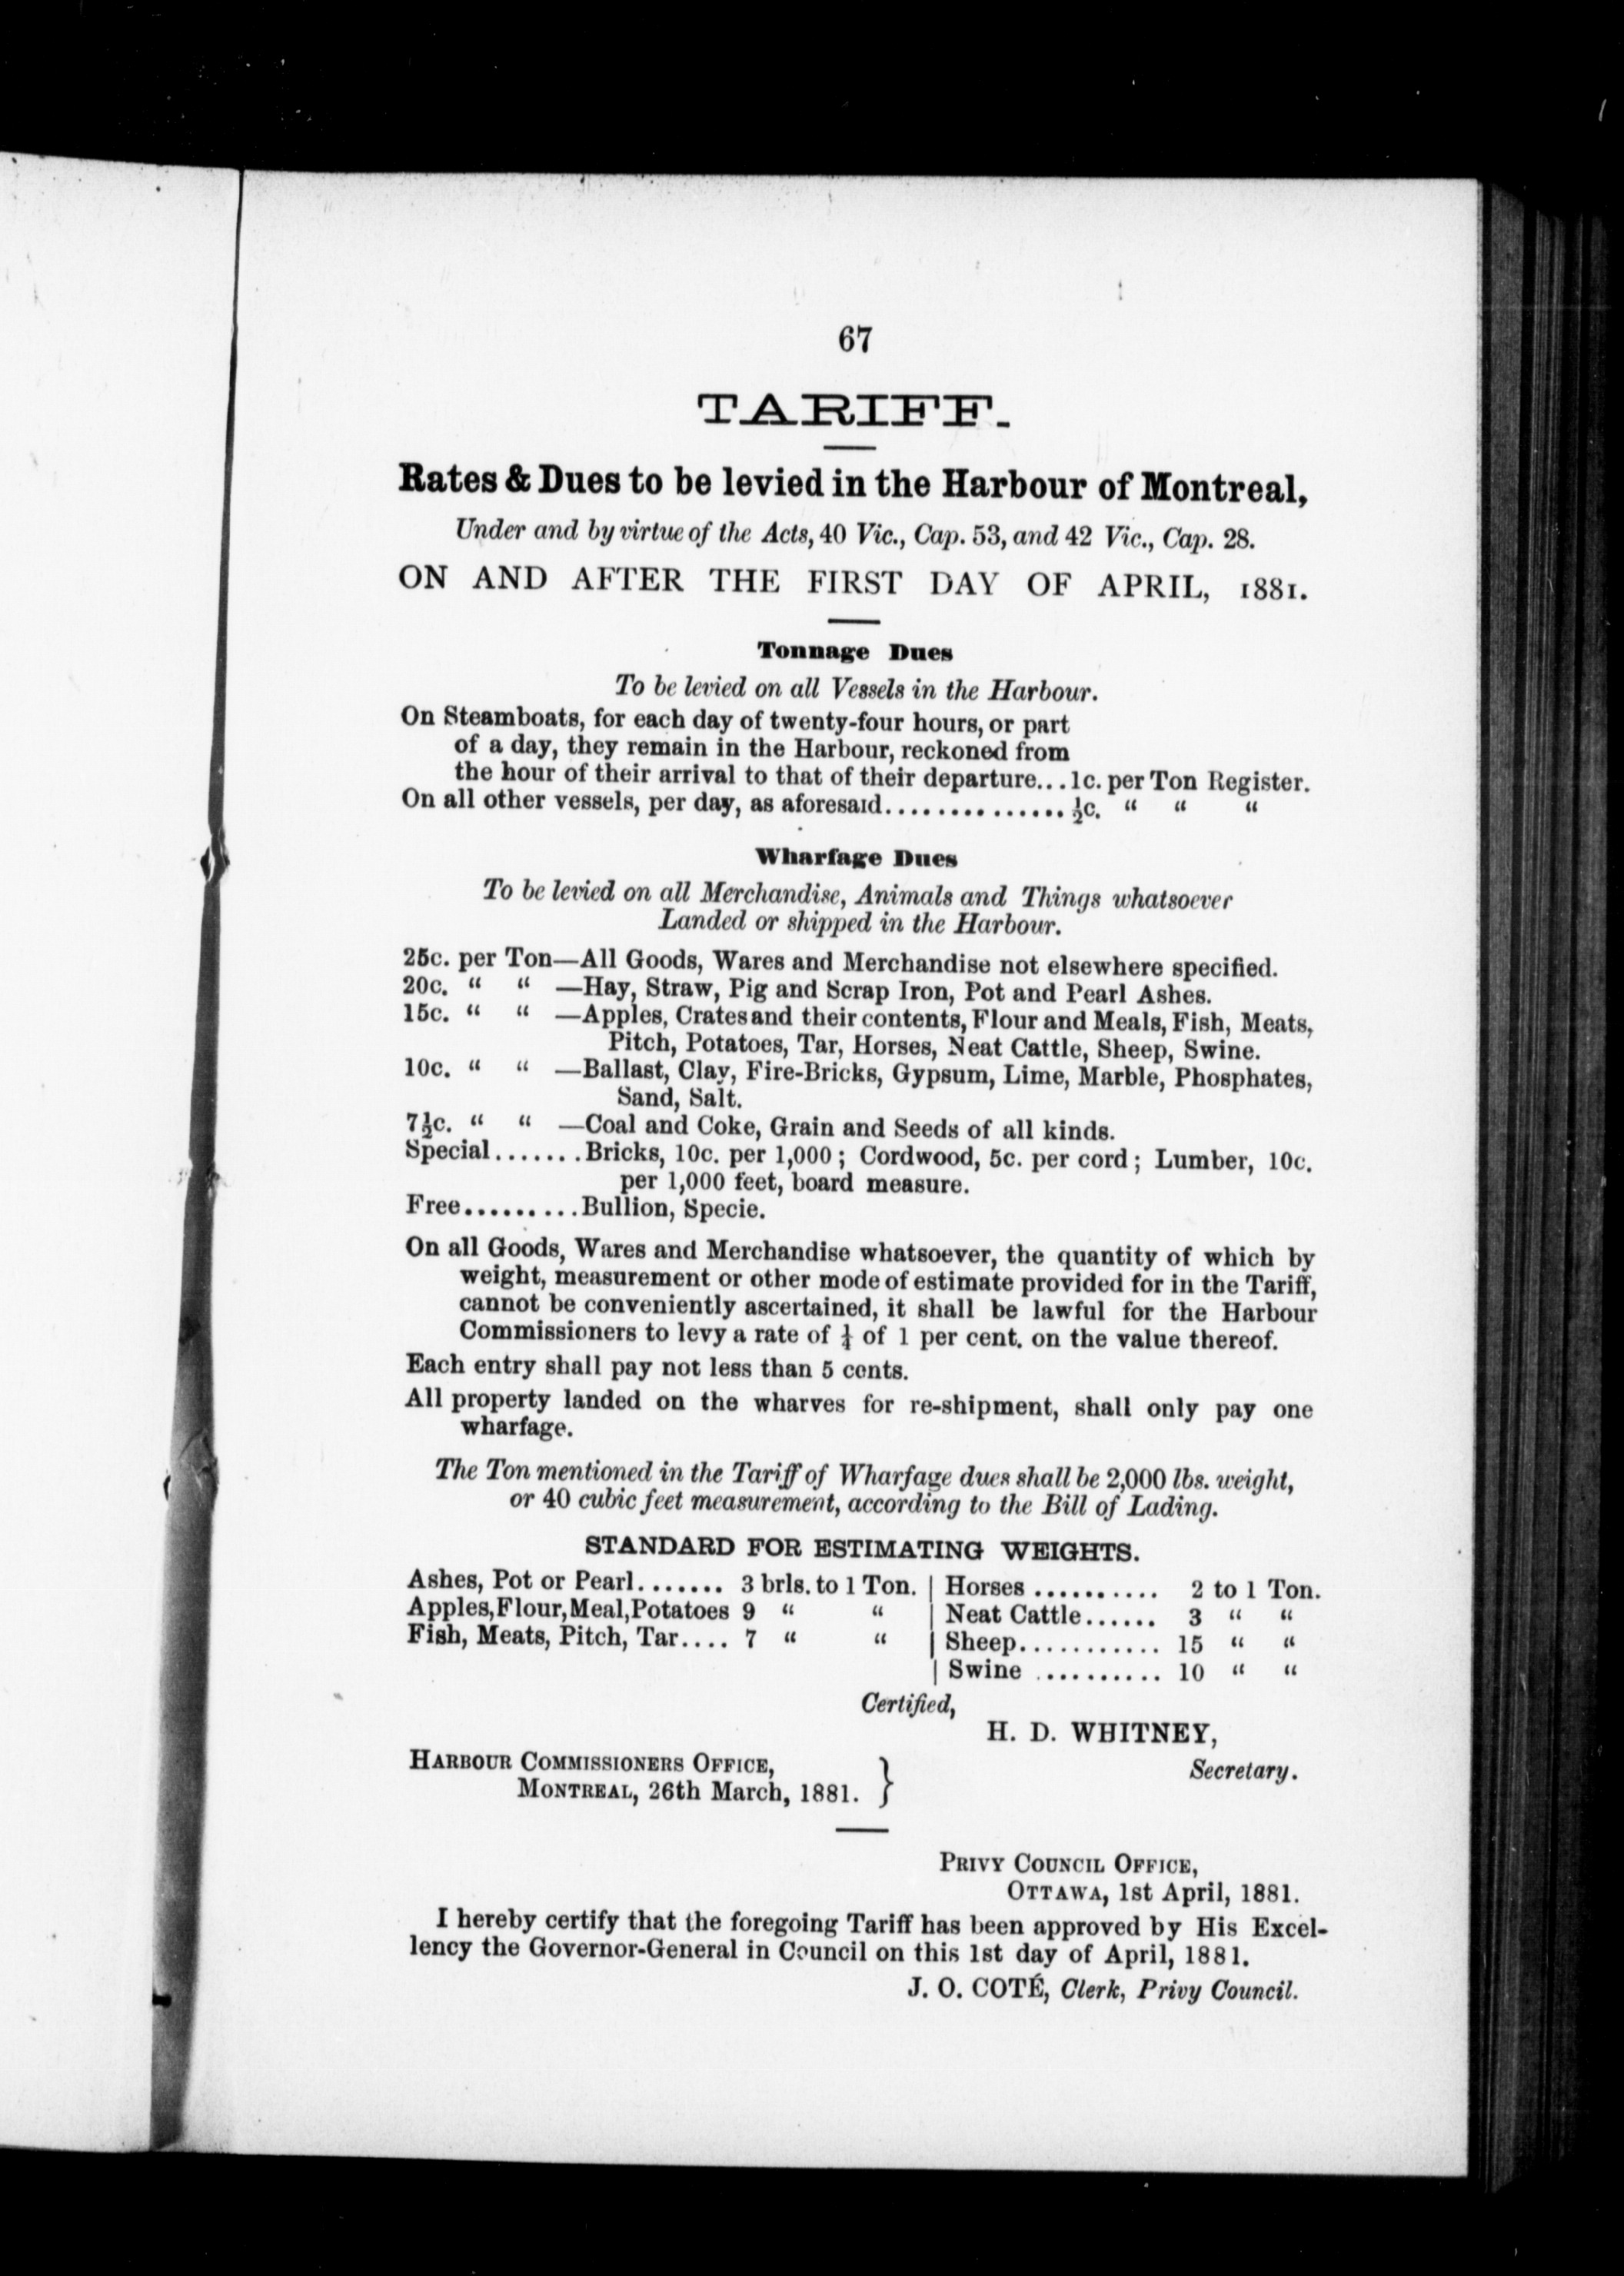 67
TARIFF.
Rates & Dues to be levied in the Harbour of Montreal,
Under and by virtue of the Acts, 40 Vic., Cap. 53, and 42 Vic., Cap. 28.
ON AND AFTER THE FIRST DAY OF APRIL, 1881.
Tonnage Dues
To be levied on all Vessels in the Harbour.
On Steamboats, for each day of twenty-four hours, or part
of a day, they remain in the Harbour, reckoned from
the hour of their arrival to that of their departure... 1c. per Ton Register.
On all other vessels, per day, as aforesaid.............. ½c. “ “ “
Wharfage Dues
To be levied on all Merchandise, Animals and Things whatsoever
Landed or shipped in the Harbour.
25c. per Ton—All Goods, Wares and Merchandise not elsewhere specified.
20c. “ “ —Hay, Straw, Pig and Scrap Iron, Pot and Pearl Ashes.
15c. “ “ —Apples, Crates and their contents, Flour and Meals, Fish, Meats,
Pitch, Potatoes, Tar, Horses, Neat Cattle, Sheep, Swine.
10c. “ “ —Ballast, Clay, Fire-Bricks, Gypsum, Lime, Marble, Phosphates,
Sand, Salt.
7½c. “ “ —Coal and Coke, Grain and Seeds of all kinds.
Special.......Bricks, 10c. per 1,000 ; Cordwood, 5c. per cord ; Lumber, 10c.
per 1,000 feet, board measure.
Free.........Bullion, Specie.
On all Goods, Wares and Merchandise whatsoever, the quantity of which by
weight, measurement or other mode of estimate provided for in the Tariff,
cannot be conveniently ascertained, it shall be lawful for the Harbour
Commissioners to levy a rate of ¼ of 1 per cent. on the value thereof.
Each entry shall pay not less than 5 cents.
All property landed on the wharves for re-shipment, shall only pay one
wharfage.
The Ton mentioned in the Tariff of Wharfage dues shall be 2,000 lbs. weight,
or 40 cubic feet measurement, according to the Bill of Lading.
STANDARD FOR ESTIMATING WEIGHTS.
Ashes, Pot or Pearl....... 3 brls. to 1 Ton. | Horses .......... 2 to 1 Ton.
Apples, Flour, Meal, Potatoes 9 “ “ | Neat Cattle...... 3 “ “
Fish, Meats, Pitch, Tar.... 7 “ “ | Sheep........... 15 “ “
| Swine .......... 10 “ “
Certified,
H. D. WHITNEY,
Secretary.
HARBOUR COMMISSIONERS OFFICE,
MONTREAL, 26th March, 1881. }
PRIVY COUNCIL OFFICE,
OTTAWA, 1st April, 1881.
I hereby certify that the foregoing Tariff has been approved by His Excel-
lency the Governor-General in Council on this 1st day of April, 1881.
J. O. COTÉ, Clerk, Privy Council.